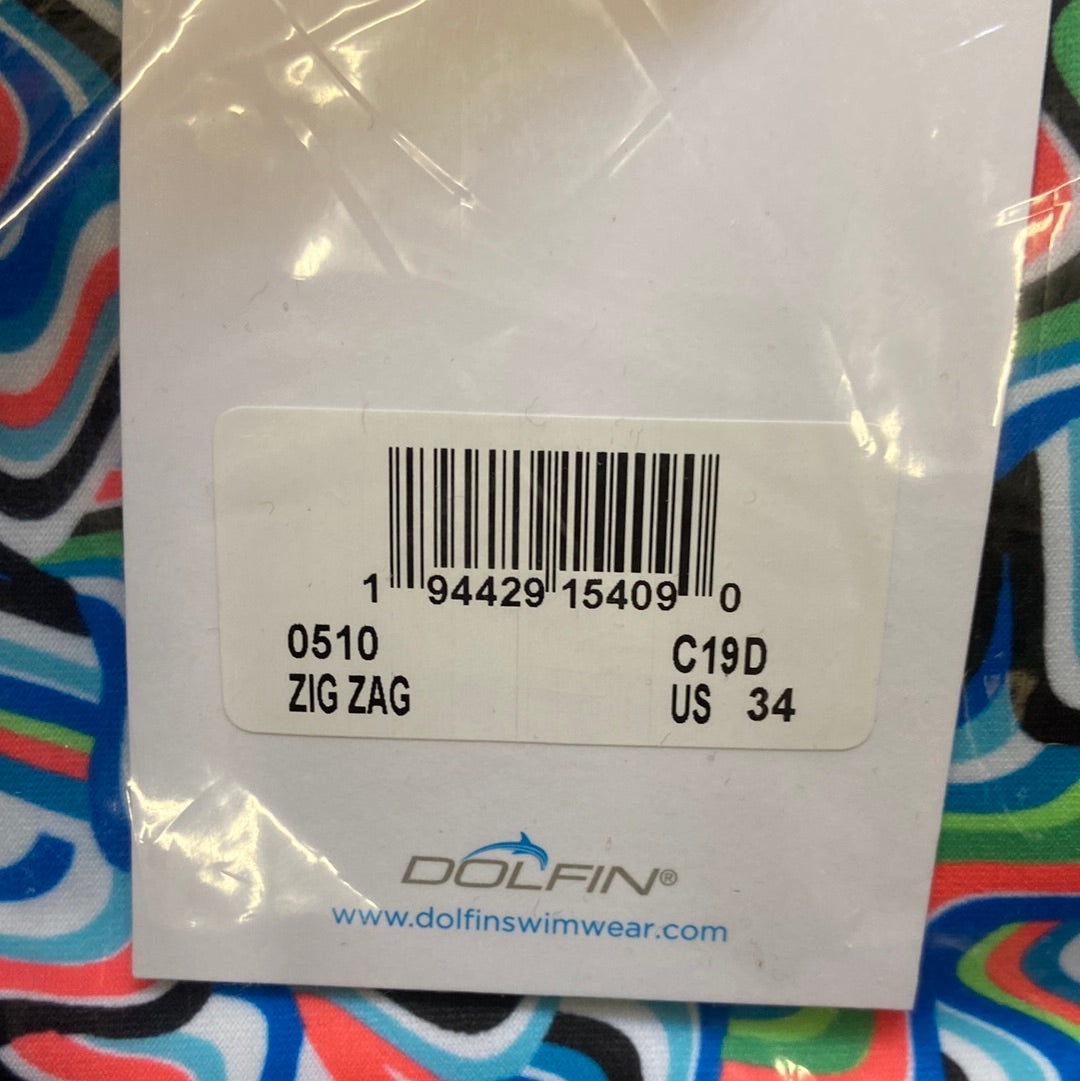 1 94429 15409 0
0510 C19D
ZIG ZAG US 34
DOLFIN®
www.dolfinswimwear.com